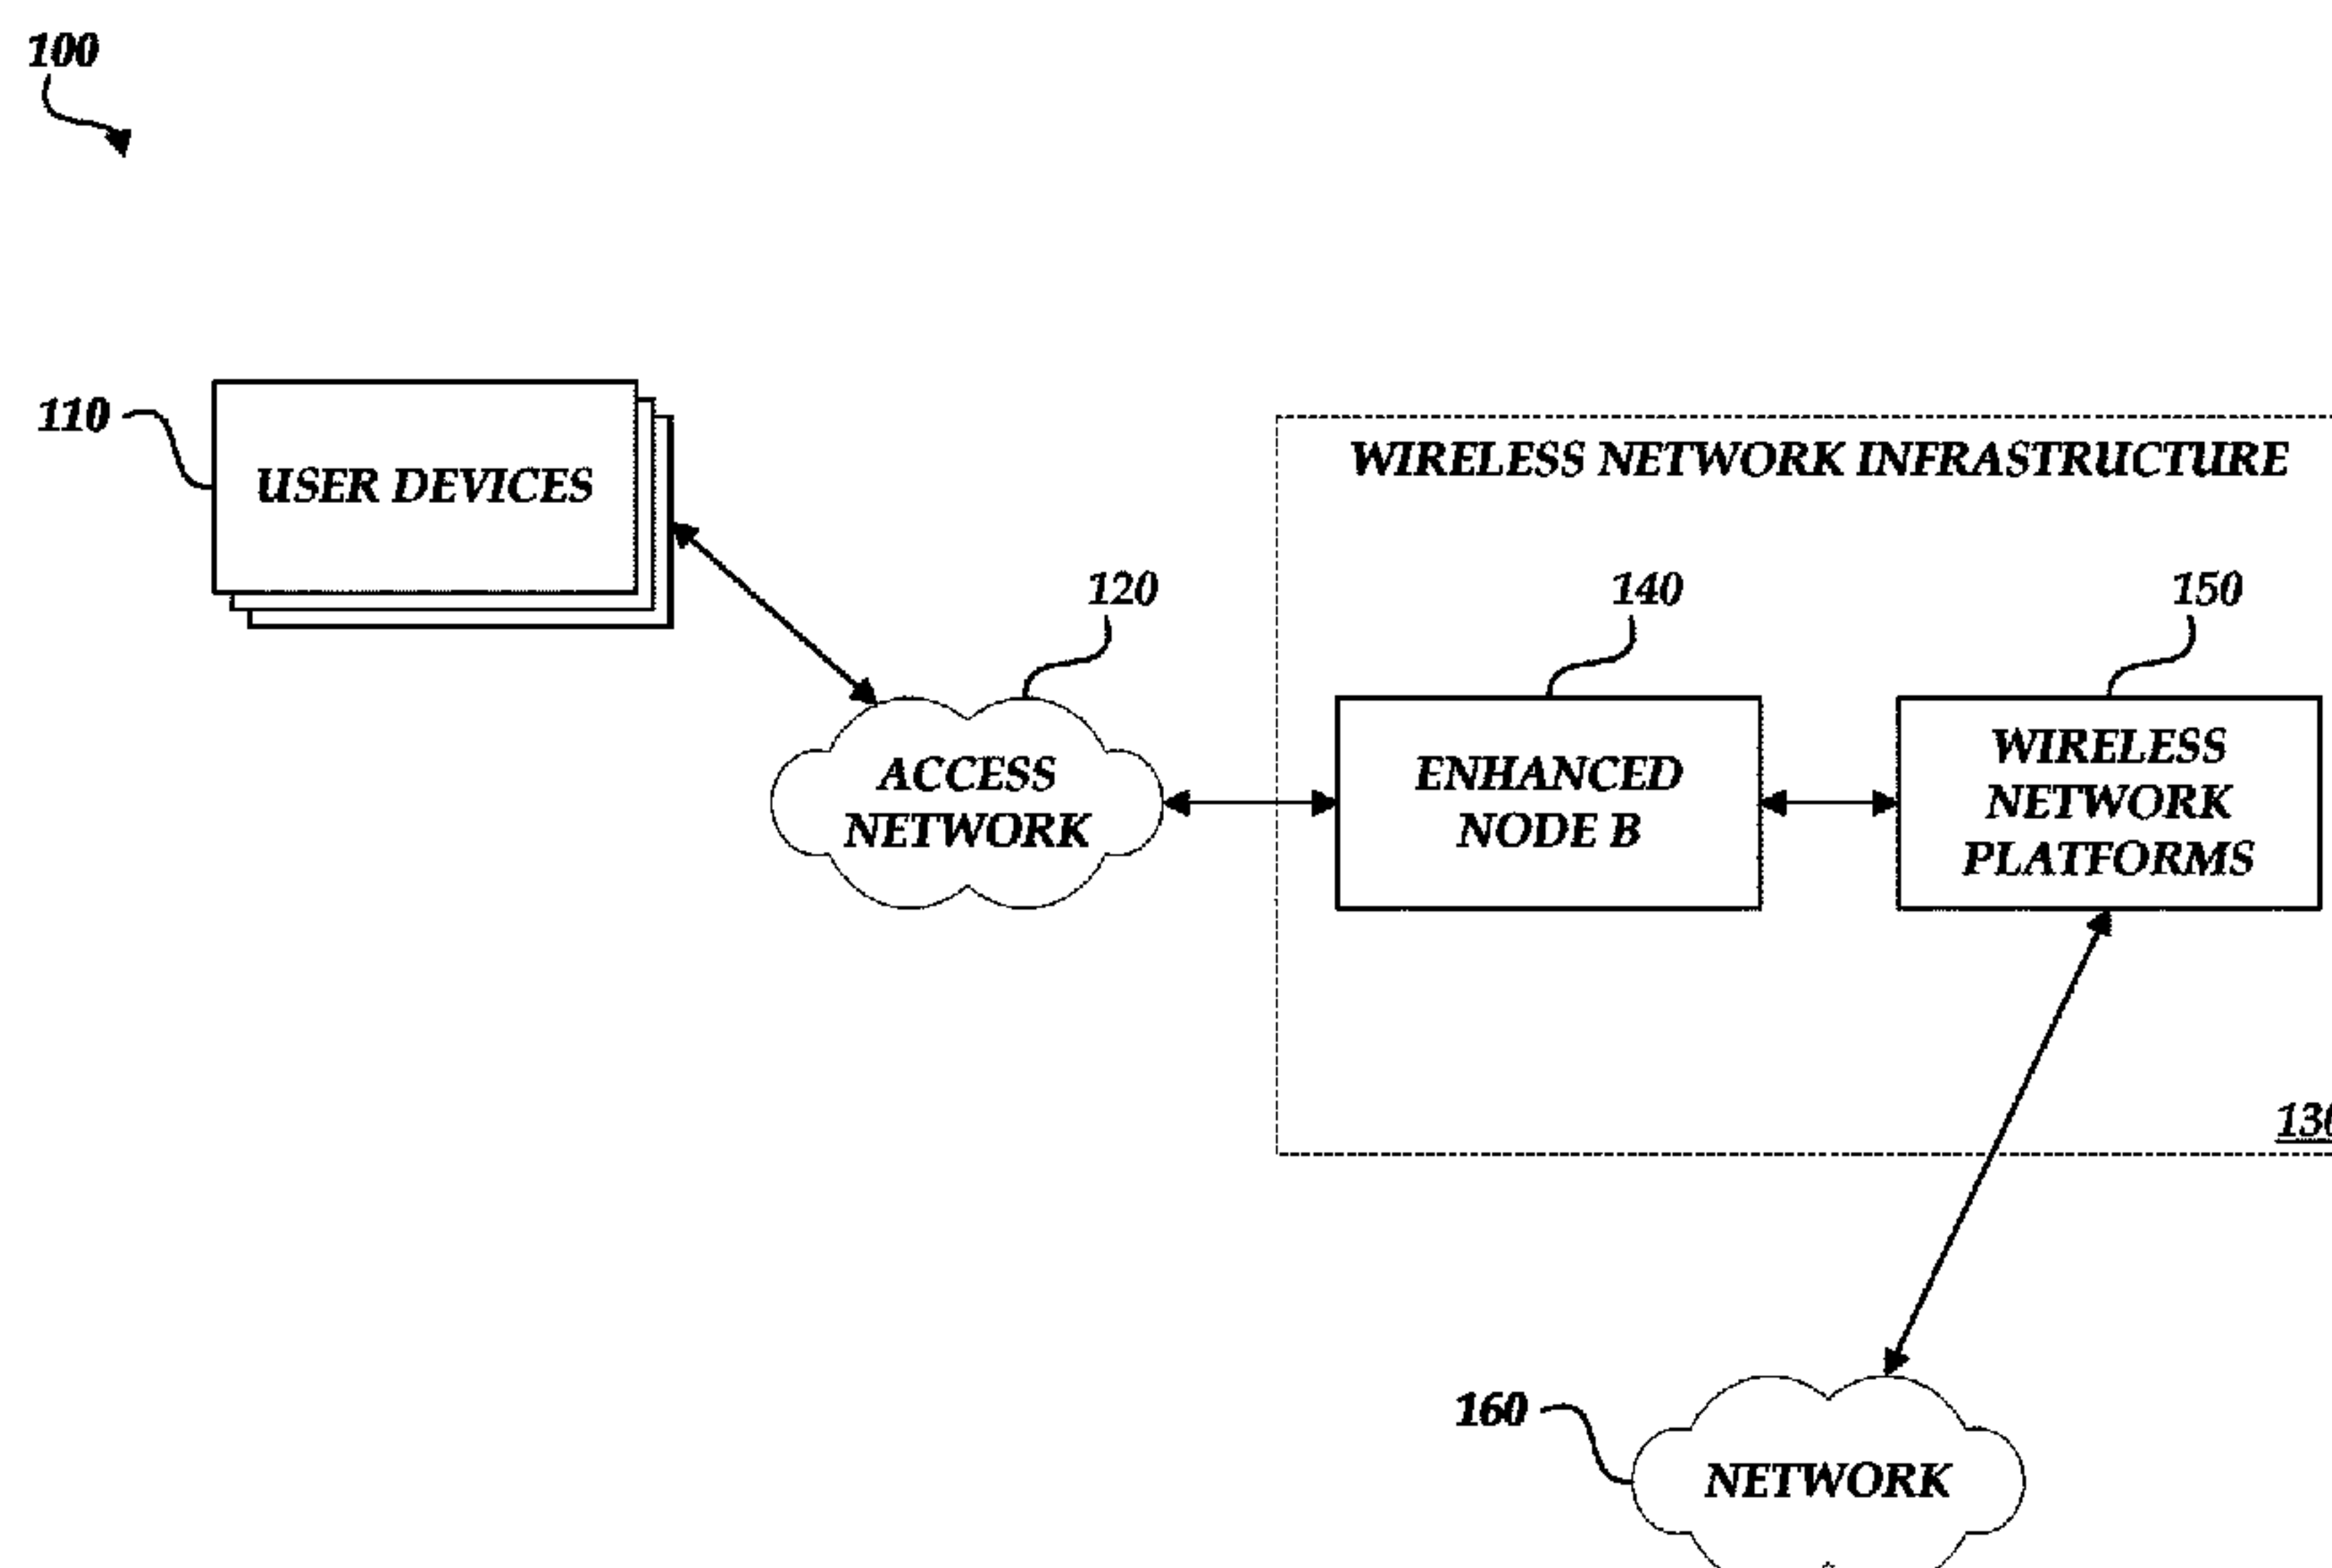 100
110
USER DEVICES
WIRELESS NETWORK INFRASTRUCTURE
120
140
150
ACCESS
NETWORK
ENHANCED
NODE B
WIRELESS
NETWORK
PLATFORMS
130
160
NETWORK